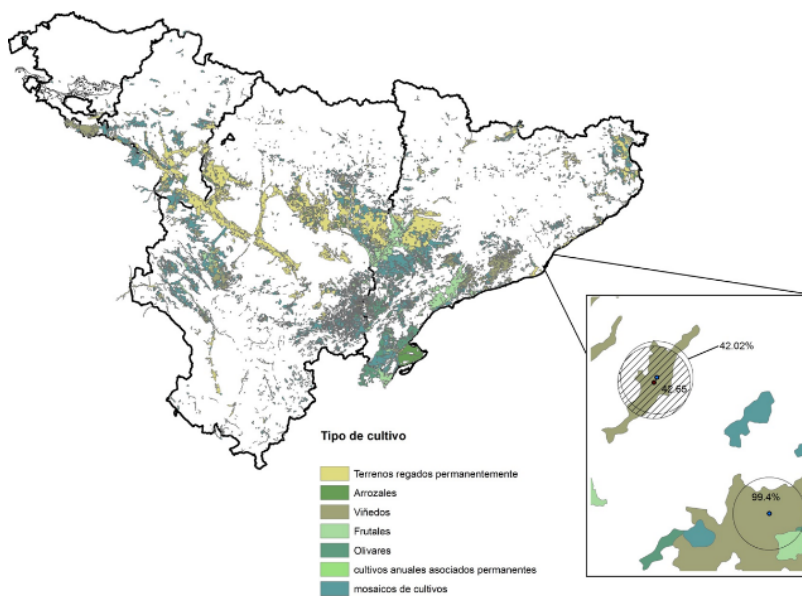 42.02%
42.66
99.4%
Tipo de cultivo
Terrenos regados permanentemente
Arrozales
Viñedos
Frutales
Olivares
cultivos anuales asociados permanentes
mosaicos de cultivos